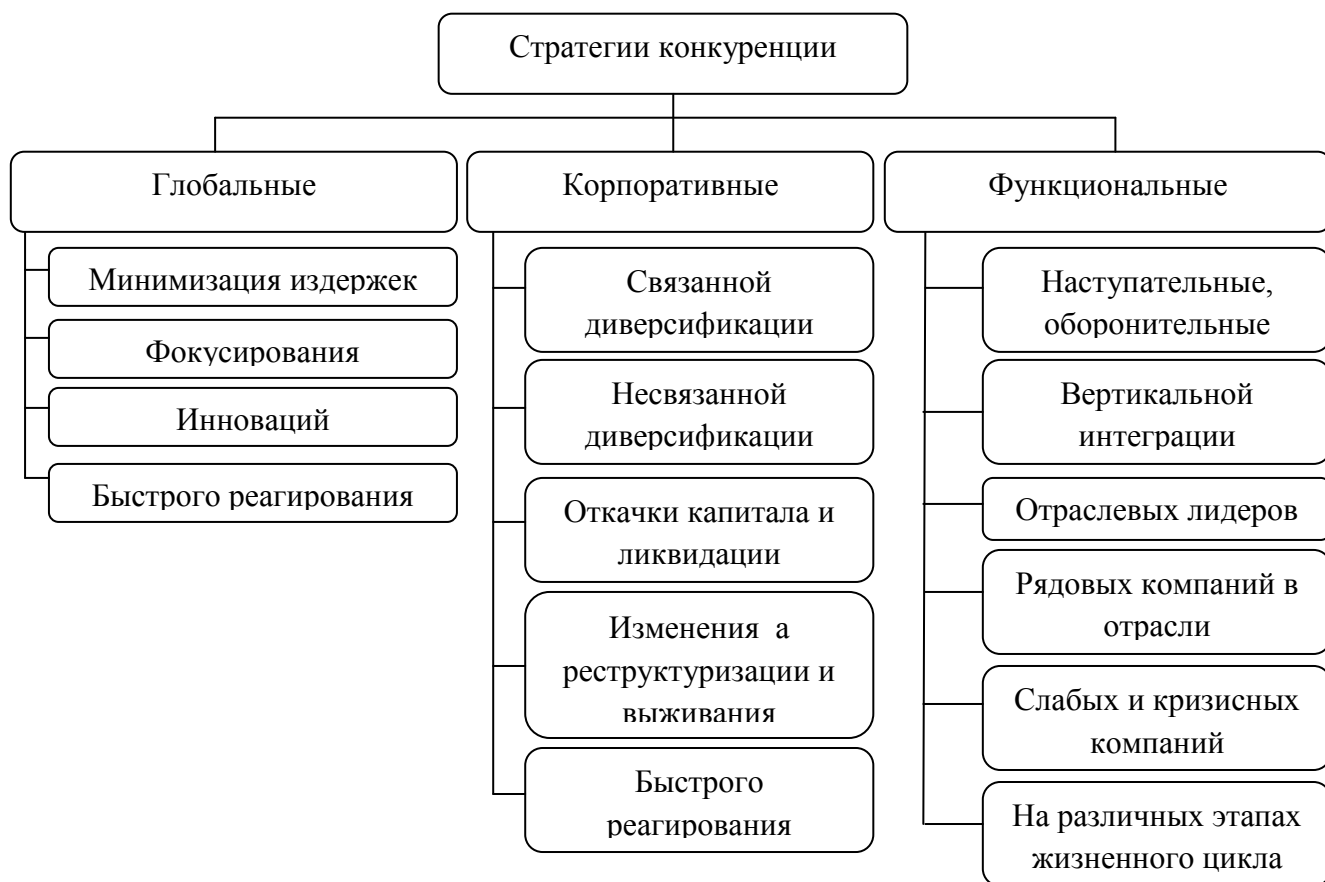 Стратегии конкуренции
Глобальные
Минимизация издержек
Фокусирования
Инноваций
Быстрого реагирования
Корпоративные
Связанной
диверсификации
Несвязанной
диверсификации
Откачки капитала и
ликвидации
Изменения а
реструктуризации и
выживания
Быстрого
реагирования
Функциональные
Наступательные,
оборонительные
Вертикальной
интеграции
Отраслевых лидеров
Рядовых компаний в
отрасли
Слабых и кризисных
компаний
На различных этапах
жизненного цикла